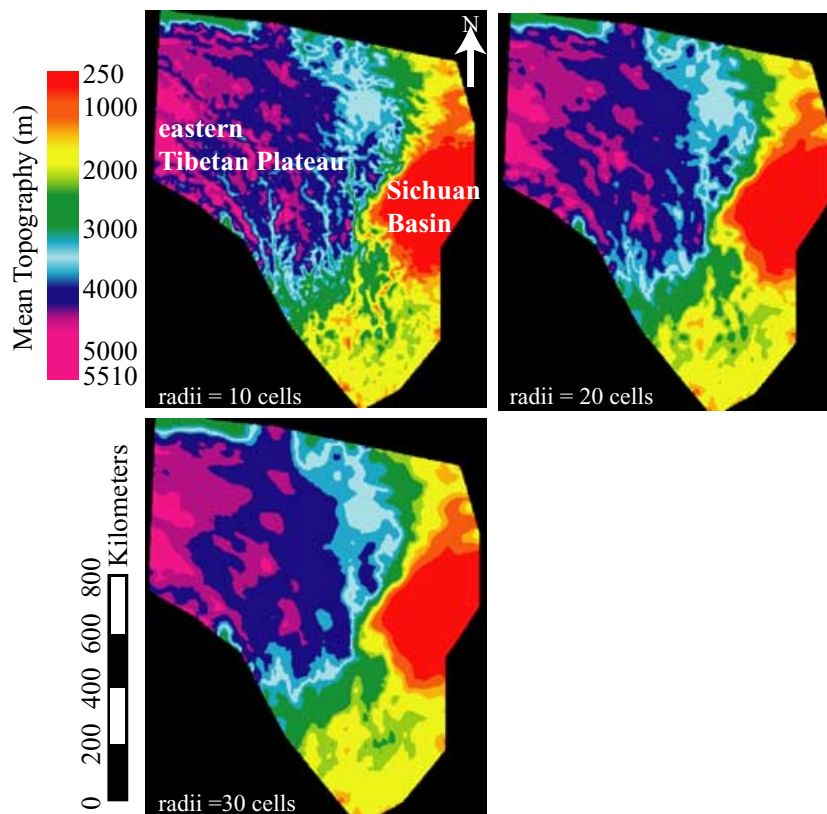 Mean Topography (m)
250
1000
2000
3000
4000
5000
5510
N
eastern
Tibetan Plateau
Sichuan
Basin
radii = 10 cells
radii = 20 cells
Kilometers
800
600
400
200
0
radii =30 cells